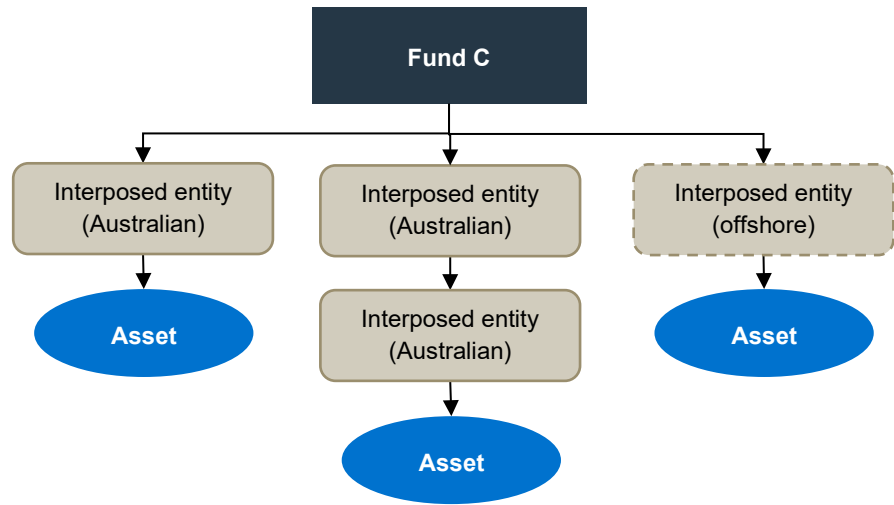 Fund C
Interposed entity
(Australian)
Interposed entity
(Australian)
Interposed entity
(offshore)
Asset
Interposed entity
(Australian)
Asset
Asset